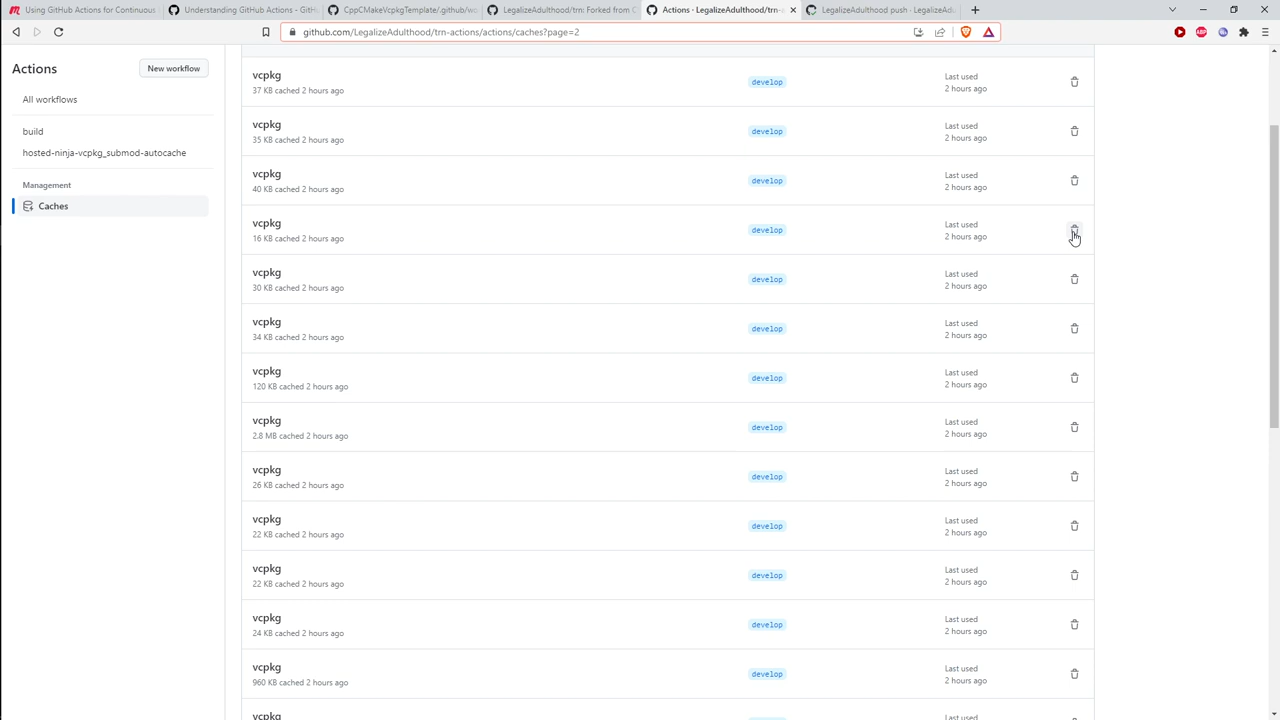 Using GitHub Actions for Continuous
Understanding GitHub Actions - GitH
CppCMakeVcpkgTemplate/.github/wo
LegalizeAdulthood/trn: Forked from C
Actions · LegalizeAdulthood/trn-
LegalizeAdulthood push · LegalizeAdu
github.com/LegalizeAdulthood/trn-actions/actions/caches?page=2
ABP
Actions
New workflow
All workflows
build
hosted-ninja-vcpkg_submod-autocache
Management
Caches
vcpkg
37 KB cached 2 hours ago
develop
Last used
2 hours ago
vcpkg
35 KB cached 2 hours ago
develop
Last used
2 hours ago
vcpkg
40 KB cached 2 hours ago
develop
Last used
2 hours ago
vcpkg
16 KB cached 2 hours ago
develop
Last used
2 hours ago
vcpkg
30 KB cached 2 hours ago
develop
Last used
2 hours ago
vcpkg
34 KB cached 2 hours ago
develop
Last used
2 hours ago
vcpkg
120 KB cached 2 hours ago
develop
Last used
2 hours ago
vcpkg
2.8 MB cached 2 hours ago
develop
Last used
2 hours ago
vcpkg
26 KB cached 2 hours ago
develop
Last used
2 hours ago
vcpkg
22 KB cached 2 hours ago
develop
Last used
2 hours ago
vcpkg
22 KB cached 2 hours ago
develop
Last used
2 hours ago
vcpkg
24 KB cached 2 hours ago
develop
Last used
2 hours ago
vcpkg
960 KB cached 2 hours ago
develop
Last used
2 hours ago
vcpkg
Last used